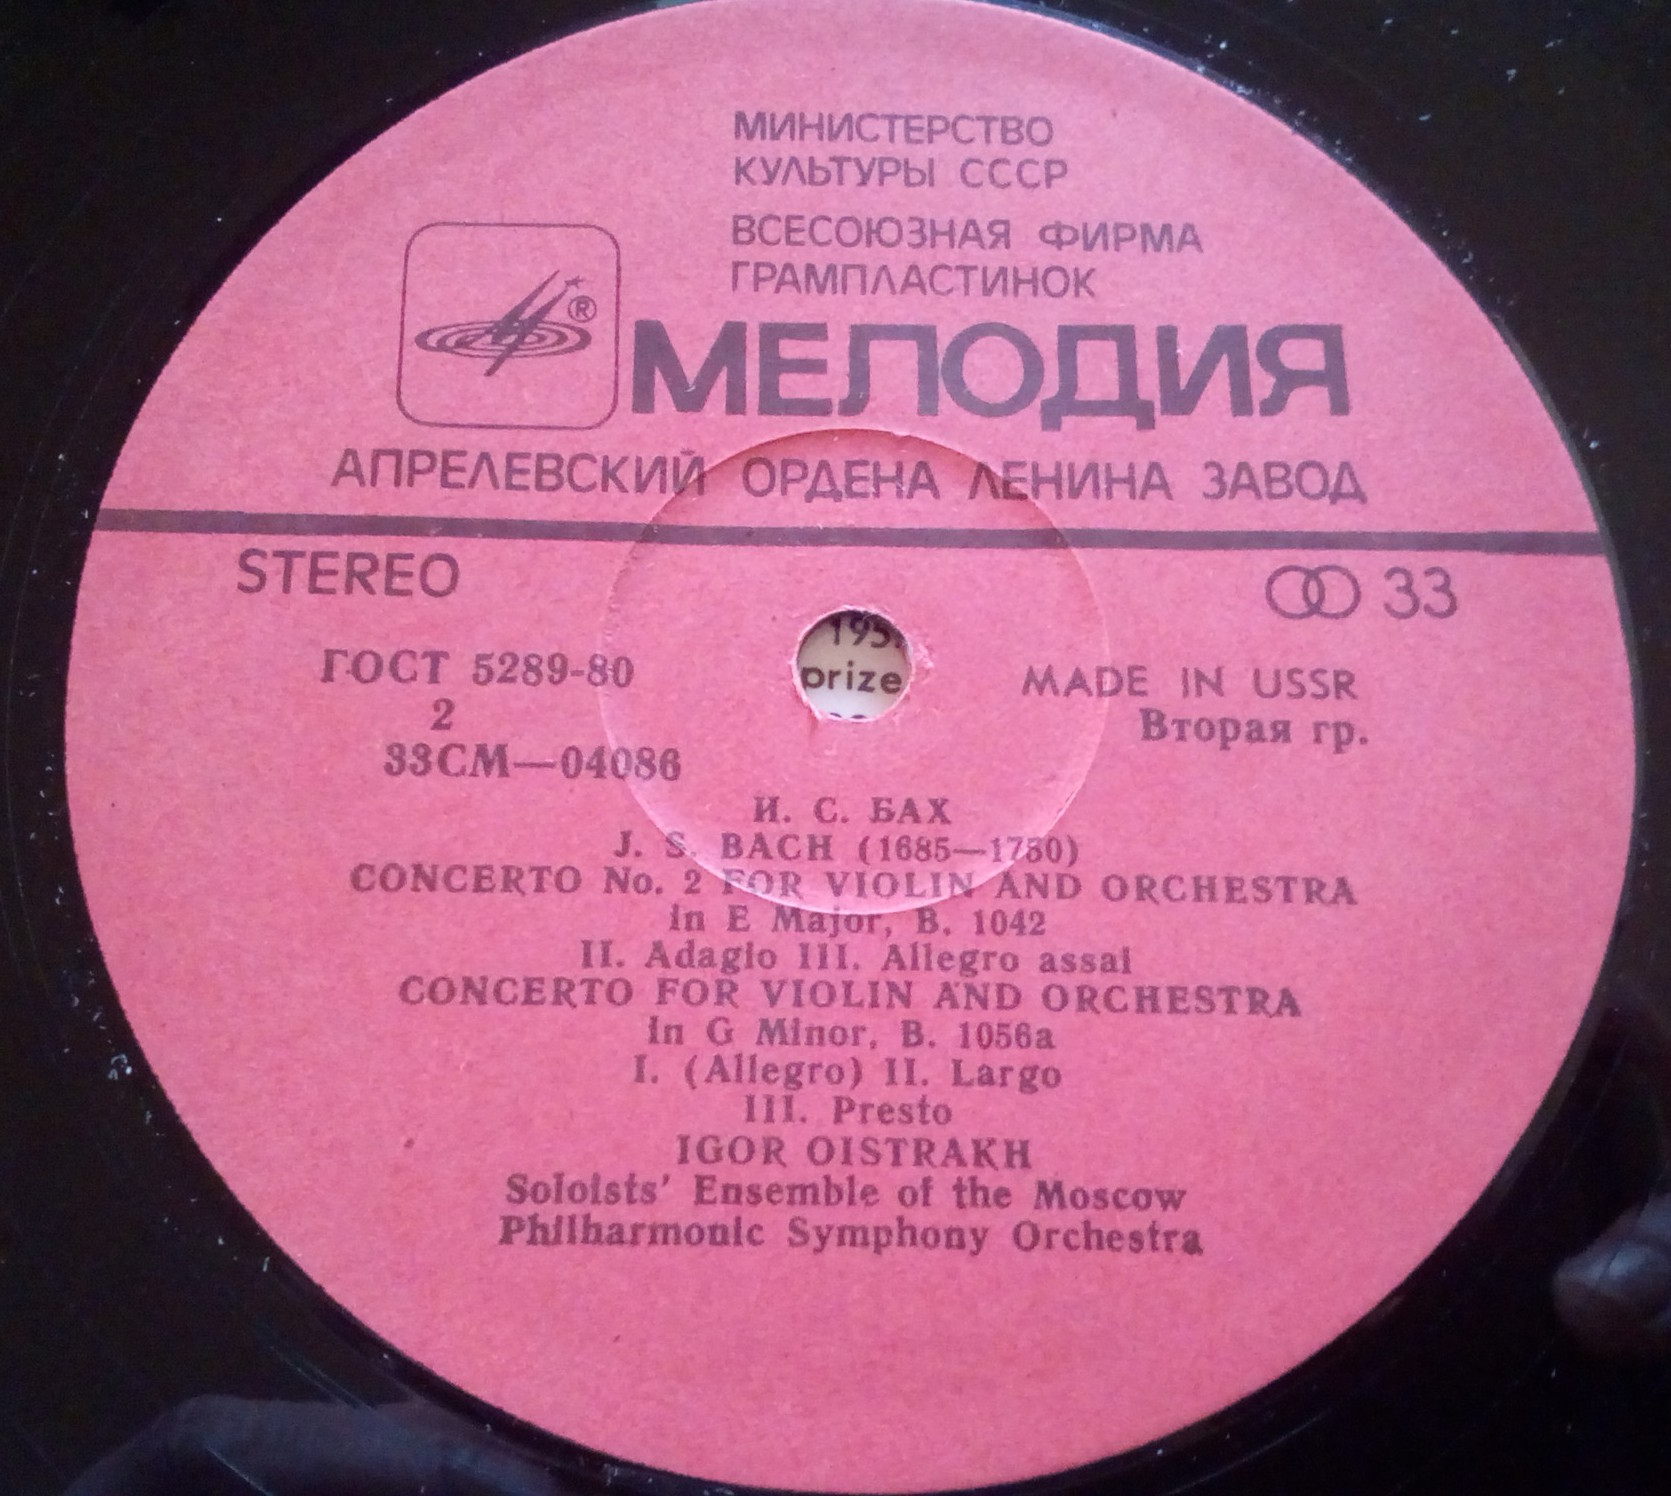 МИНИСТЕРСТВО
КУЛЬТУРЫ СССР
ВСЕСОЮЗНАЯ ФИРМА
ГРАМПЛАСТИНОК
®
МЕЛОДИЯ
АПРЕЛЕВСКИЙ ОРДЕНА ЛЕНИНА ЗАВОД
STEREO
33
ГОСТ 5289-80
2
33СМ—04086
prize
MADE IN USSR
Вторая гр.
И. С. БАХ
J. S. BACH (1685—1750)
CONCERTO No. 2 FOR VIOLIN AND ORCHESTRA
in E Major, B. 1042
II. Adagio III. Allegro assai
CONCERTO FOR VIOLIN AND ORCHESTRA
in G Minor, B. 1056a
I. (Allegro) II. Largo
III. Presto
IGOR OISTRAKH
Soloists' Ensemble of the Moscow
Philharmonic Symphony Orchestra